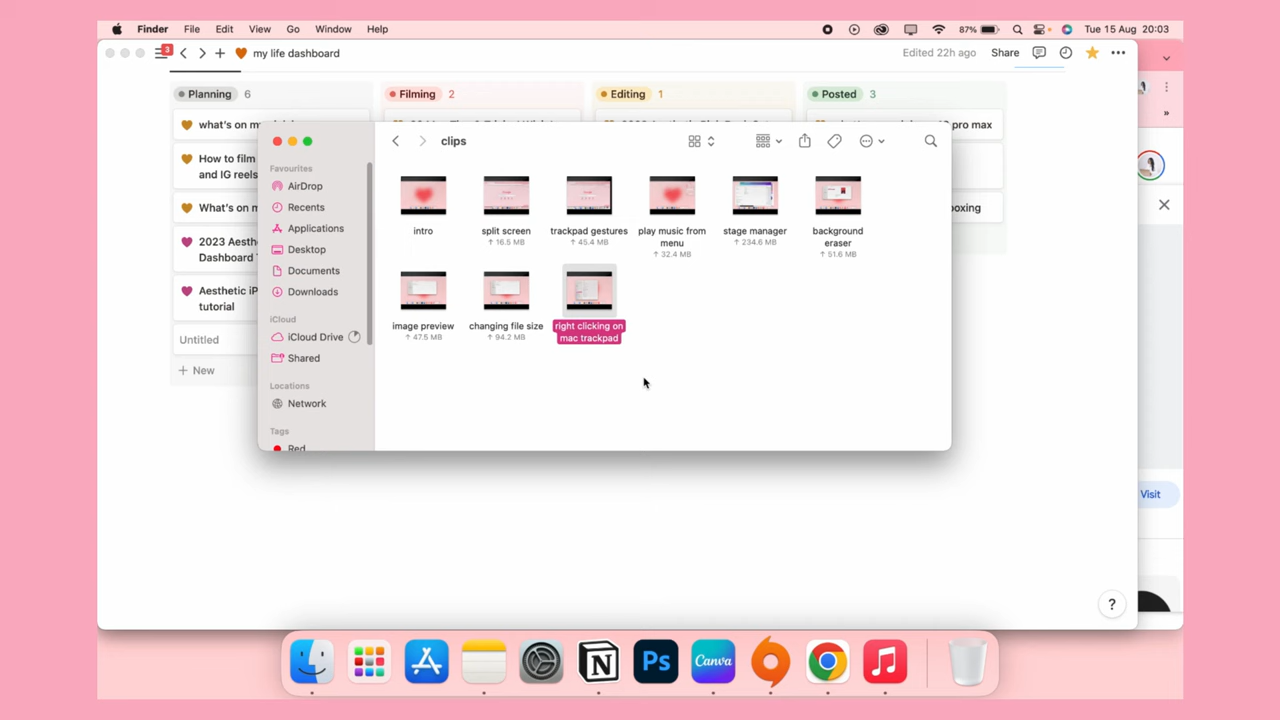 Finder File Edit View Go Window Help 87% Tue 15 Aug 20:03
3 my life dashboard Edited 22h ago Share
Planning 6 Filming 2 Editing 1 Posted 3
what's on m
pro max
How to film
and IG reels
What's on m
oxing
2023 Aesthe
Dashboard T
Aesthetic iP
tutorial
Untitled
+ New
clips
Favourites
AirDrop
Recents
Applications
Desktop
Documents
Downloads
iCloud
iCloud Drive
Shared
Locations
Network
Tags
Red
intro
split screen
↑ 16.5 MB
trackpad gestures
↑ 45.4 MB
play music from
menu
↑ 32.4 MB
stage manager
↑ 234.6 MB
background
eraser
↑ 51.6 MB
image preview
↑ 47.5 MB
changing file size
↑ 94.2 MB
right clicking on
mac trackpad
Visit
?
Ps
Canva